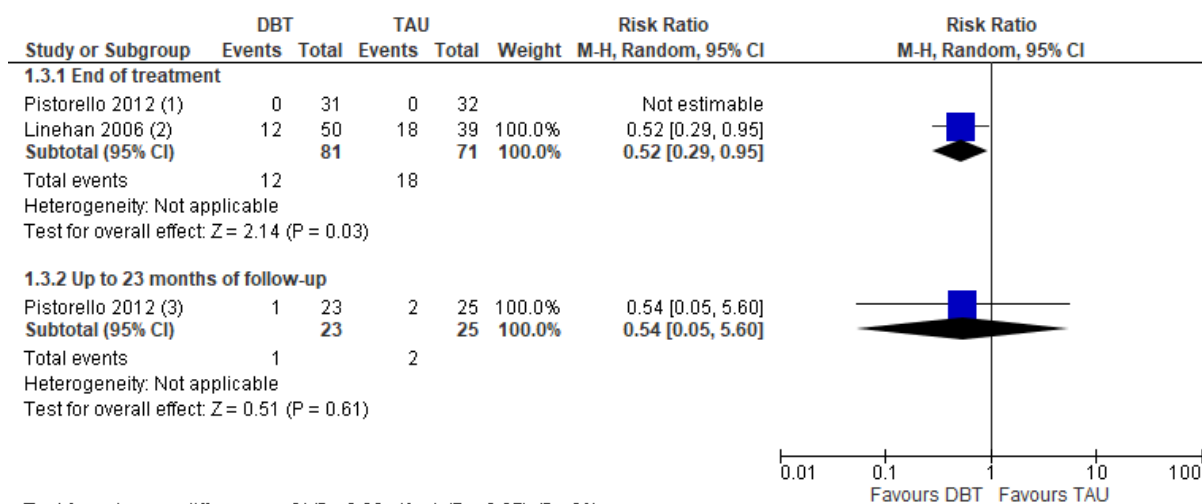 DBT TAU Risk Ratio Risk Ratio
Study or Subgroup Events Total Events Total Weight M-H, Random, 95% CI M-H, Random, 95% CI
1.3.1 End of treatment
Pistorello 2012 (1) 0 31 0 32 Not estimable
Linehan 2006 (2) 12 50 18 39 100.0% 0.52 [0.29, 0.95]
Subtotal (95% CI) 81 71 100.0% 0.52 [0.29, 0.95]
Total events 12 18
Heterogeneity: Not applicable
Test for overall effect: Z = 2.14 (P = 0.03)
1.3.2 Up to 23 months of follow-up
Pistorello 2012 (3) 1 23 2 25 100.0% 0.54 [0.05, 5.60]
Subtotal (95% CI) 23 25 100.0% 0.54 [0.05, 5.60]
Total events 1 2
Heterogeneity: Not applicable
Test for overall effect: Z = 0.51 (P = 0.61)
0.01 0.1 1 10 100
Favours DBT Favours TAU